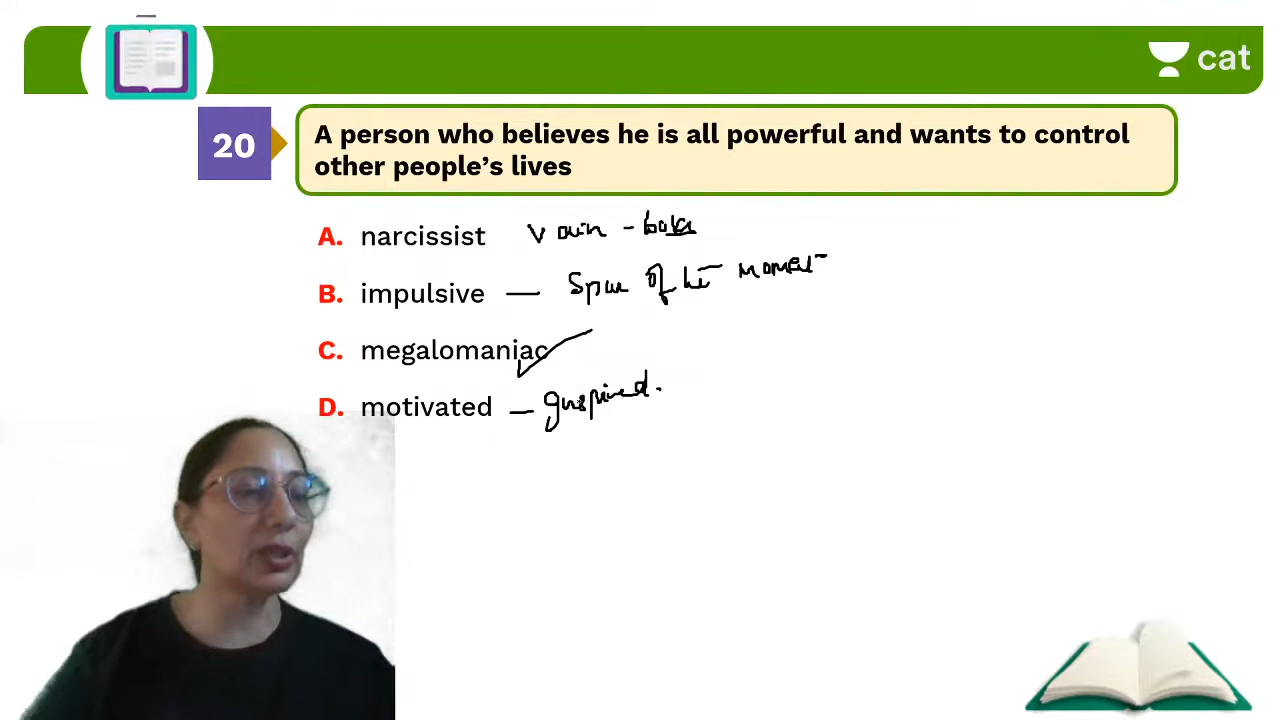 cat
20
A person who believes he is all powerful and wants to control
other people's lives
A. narcissist vain -
B. impulsive — Spur of the moment
C. megalomaniac
D. motivated — Inspired.